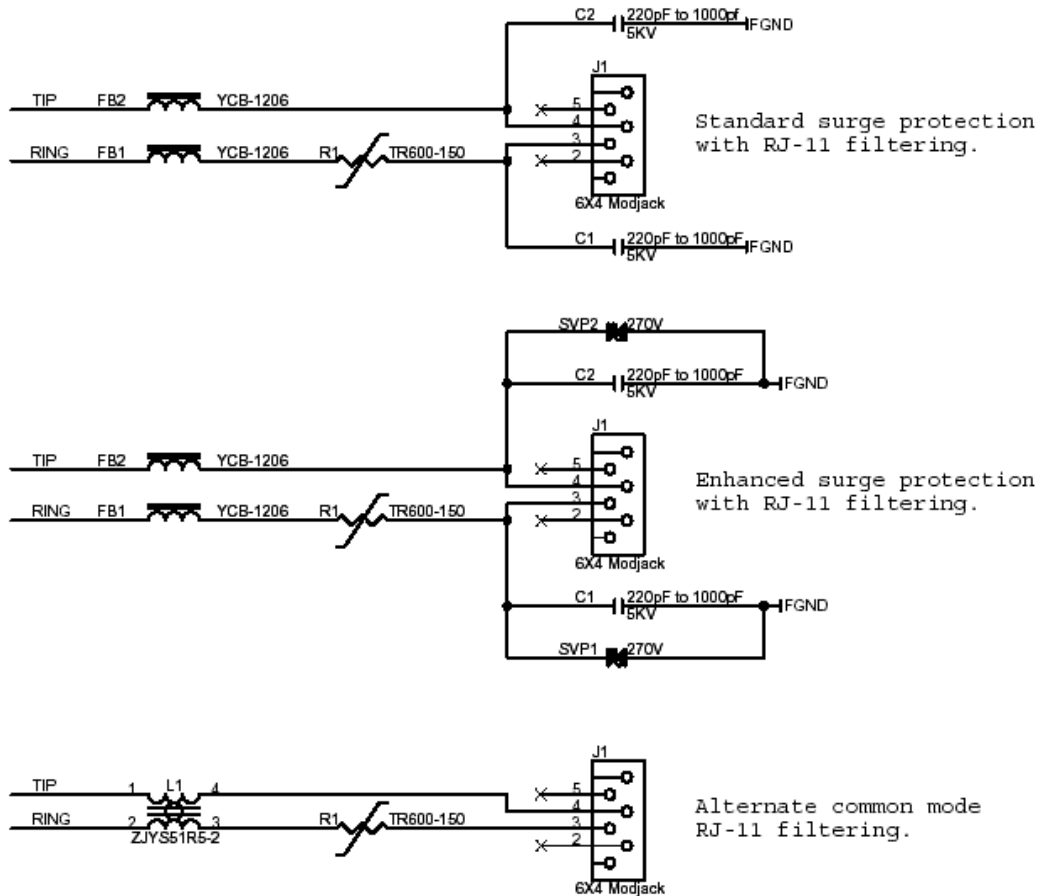 C2 220pF to 1000pf
5KV
FGND
J1
TIP FB2 YCB-1206
5
4
Standard surge protection
with RJ-11 filtering.
RING FB1 YCB-1206 R1 TR600-150
3
2
6X4 Modjack
C1 220pF to 1000pF
5KV
FGND
SVP2 270V
C2 220pF to 1000pF
5KV
FGND
J1
TIP FB2 YCB-1206
5
4
Enhanced surge protection
with RJ-11 filtering.
RING FB1 YCB-1206 R1 TR600-150
3
2
6X4 Modjack
C1 220pF to 1000pF
5KV
FGND
SVP1 270V
J1
TIP 1 L1 4
5
4
Alternate common mode
RJ-11 filtering.
RING 2 3 R1 TR600-150
ZJYS51R5-2
3
2
6X4 Modjack